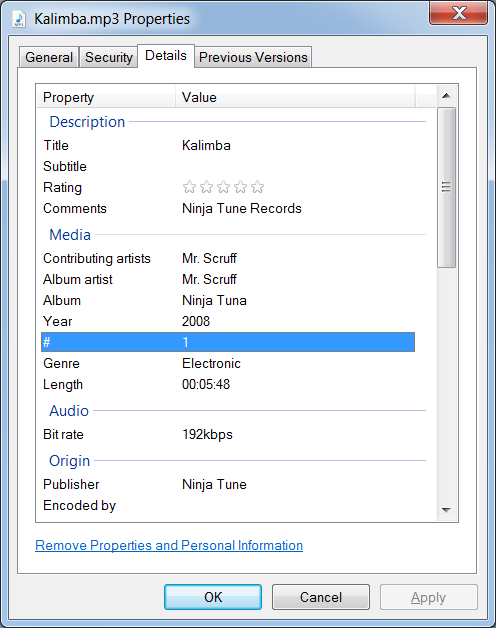 Kalimba.mp3 Properties
General Security Details Previous Versions
Property Value
Description
Title Kalimba
Subtitle
Rating
Comments Ninja Tune Records
Media
Contributing artists Mr. Scruff
Album artist Mr. Scruff
Album Ninja Tuna
Year 2008
# 1
Genre Electronic
Length 00:05:48
Audio
Bit rate 192kbps
Origin
Publisher Ninja Tune
Encoded by
Remove Properties and Personal Information
OK Cancel Apply